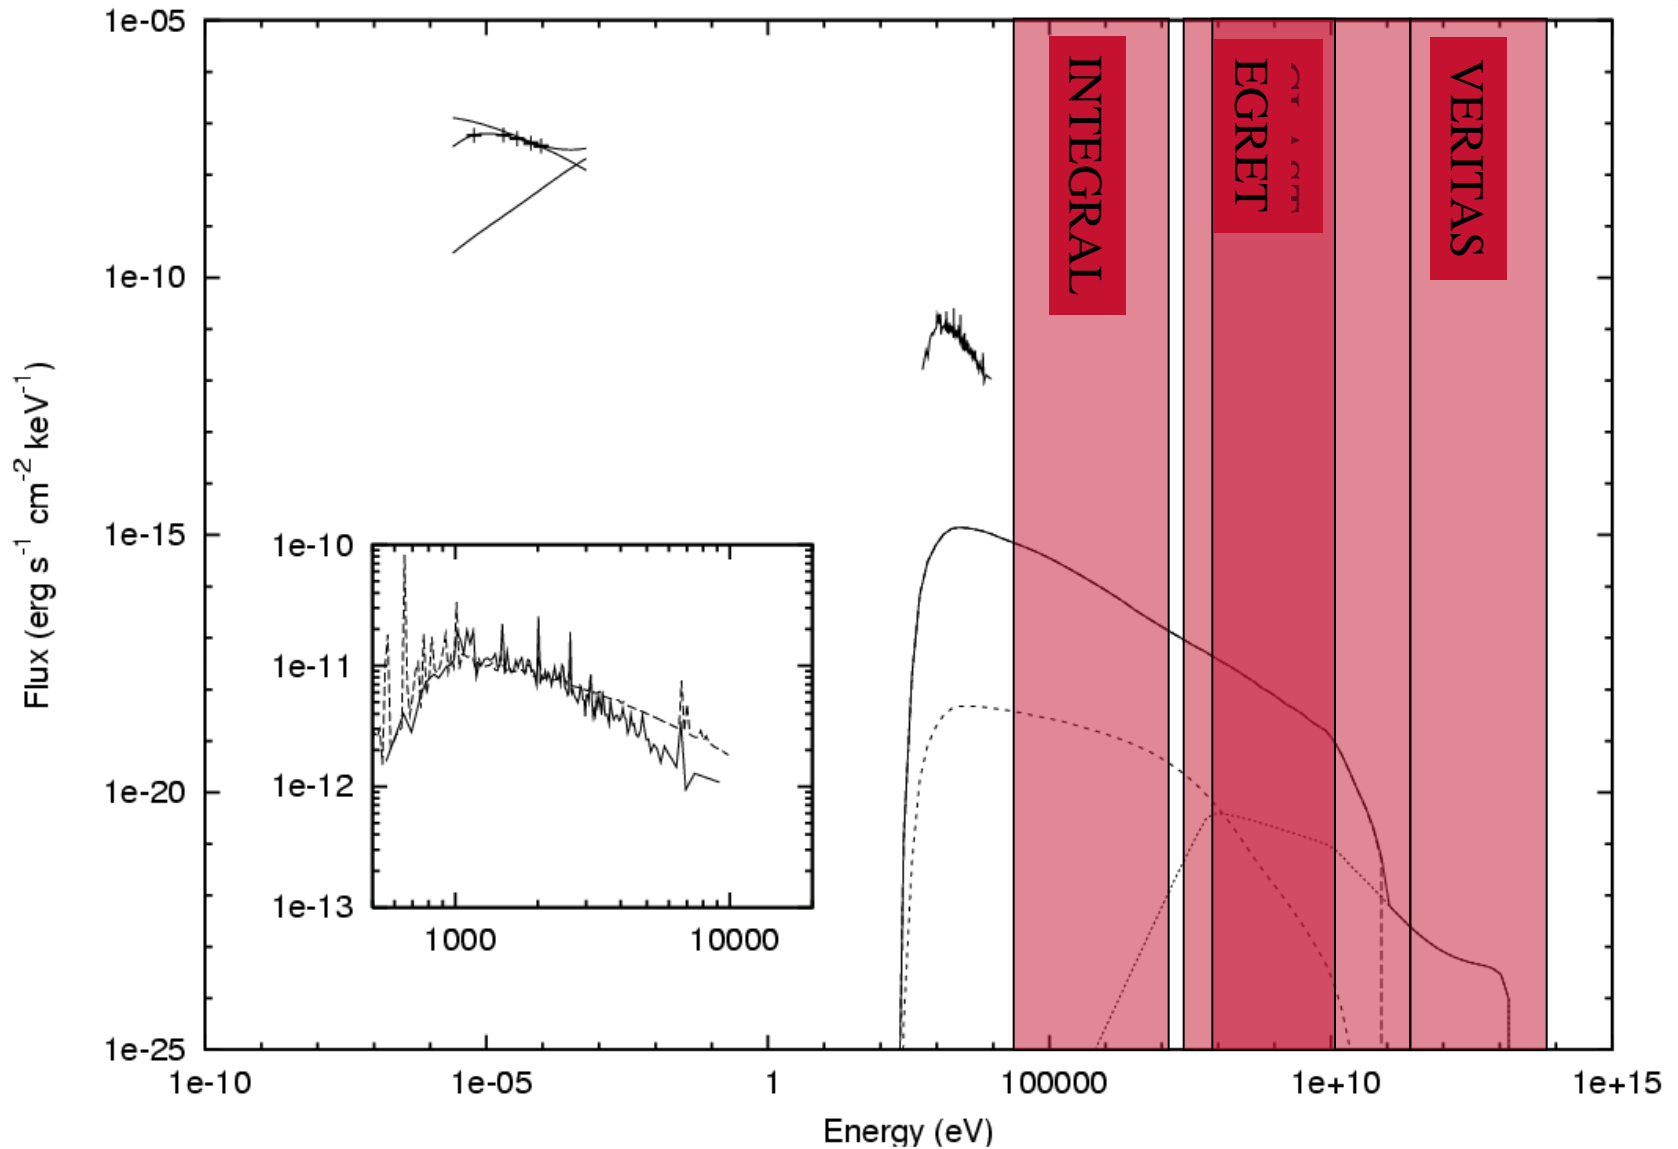 1e-05
1e-10
1e-15
1e-20
1e-25
Flux (erg s-1 cm-2 keV-1)
1e-10
1e-05
1
100000
1e+10
1e+15
Energy (eV)
1e-10
1e-11
1e-12
1e-13
1000
10000
INTEGRAL
EGRET
VERITAS